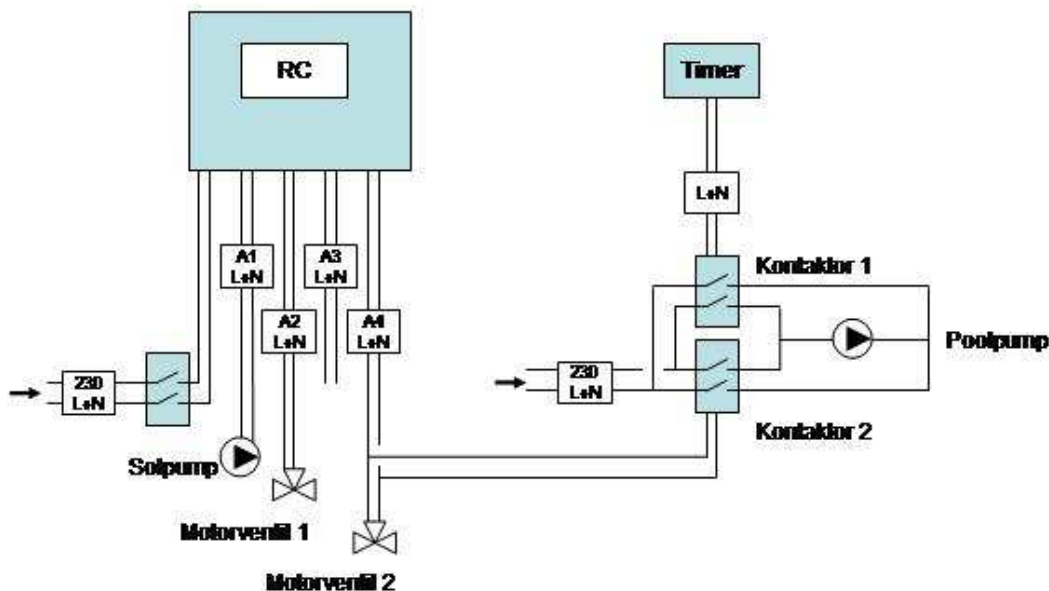 RC
Timer
L+N
A1
L+N
A3
L+N
Kontaktor 1
A2
L+N
A4
L+N
Poolpump
230
L+N
230
L+N
Kontaktor 2
Solpump
Motorventil 1
Motorventil 2